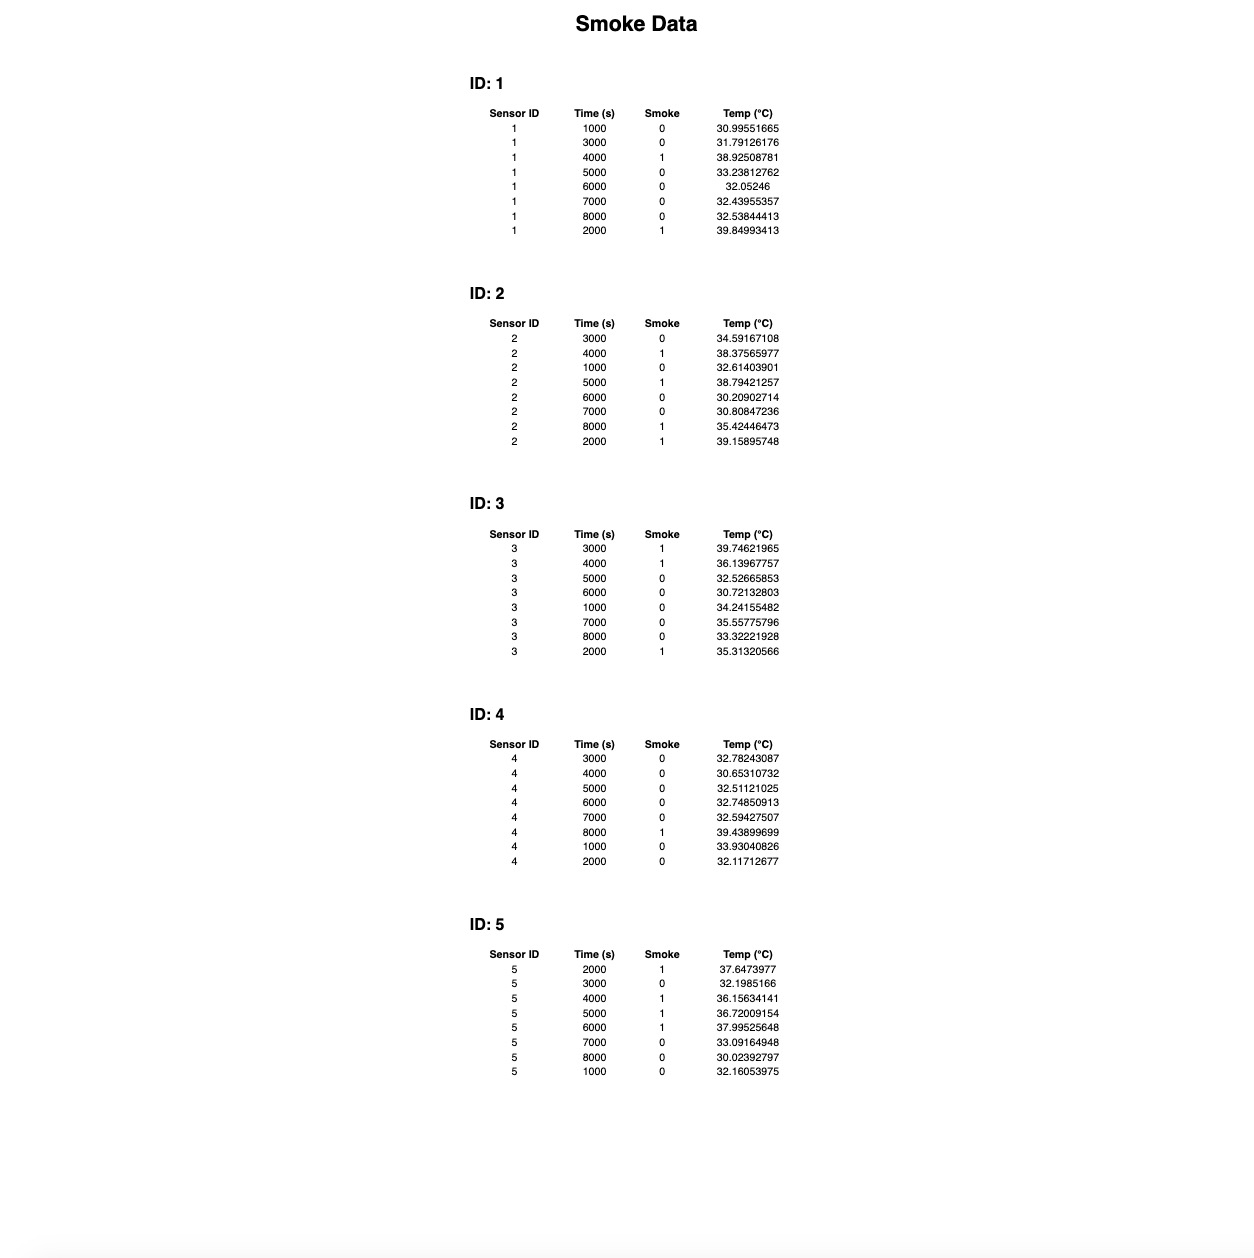 Smoke Data
ID: 1
Sensor ID Time (s) Smoke Temp (°C)
1 1000 0 30.99551665
1 3000 0 31.79126176
1 4000 1 38.92508781
1 5000 0 33.23812762
1 6000 0 32.05246
1 7000 0 32.43955357
1 8000 0 32.53844413
1 2000 1 39.84993413
ID: 2
Sensor ID Time (s) Smoke Temp (°C)
2 3000 0 34.59167108
2 4000 1 38.37565977
2 1000 0 32.61403901
2 5000 1 38.79421257
2 6000 0 30.20902714
2 7000 0 30.80847236
2 8000 1 35.42446473
2 2000 1 39.15895748
ID: 3
Sensor ID Time (s) Smoke Temp (°C)
3 3000 1 39.74621965
3 4000 1 36.13967757
3 5000 0 32.52665853
3 6000 0 30.72132803
3 1000 0 34.24155482
3 7000 0 35.55775796
3 8000 0 33.32221928
3 2000 1 35.31320566
ID: 4
Sensor ID Time (s) Smoke Temp (°C)
4 3000 0 32.78243087
4 4000 0 30.65310732
4 5000 0 32.51121025
4 6000 0 32.74850913
4 7000 0 32.59427507
4 8000 1 39.43899699
4 1000 0 33.93040826
4 2000 0 32.11712677
ID: 5
Sensor ID Time (s) Smoke Temp (°C)
5 2000 1 37.6473977
5 3000 0 32.1985166
5 4000 1 36.15634141
5 5000 1 36.72009154
5 6000 1 37.99525648
5 7000 0 33.09164948
5 8000 0 30.02392797
5 1000 0 32.16053975